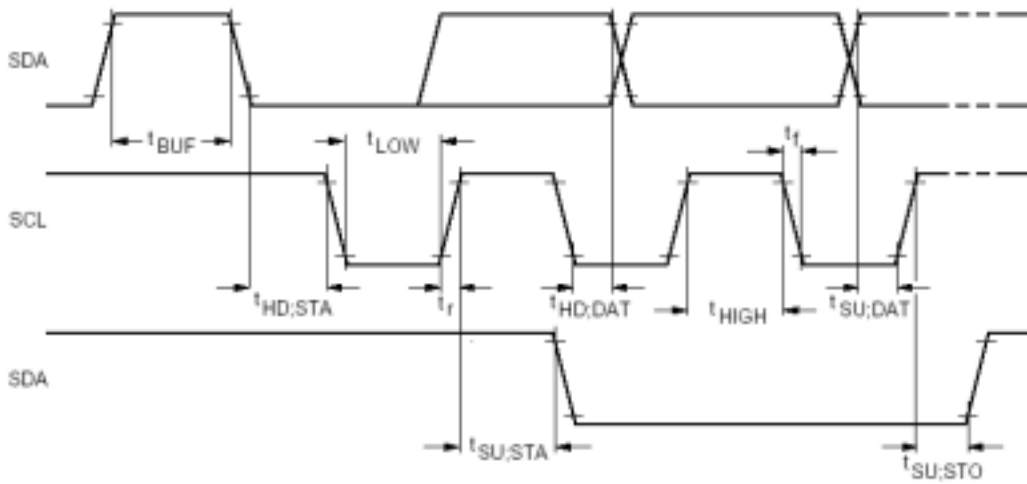 SDA
tBUF
tLOW
tf
SCL
tHD;STA
tr
tHD;DAT
tHIGH
tSU;DAT
SDA
tSU;STA
tSU;STO